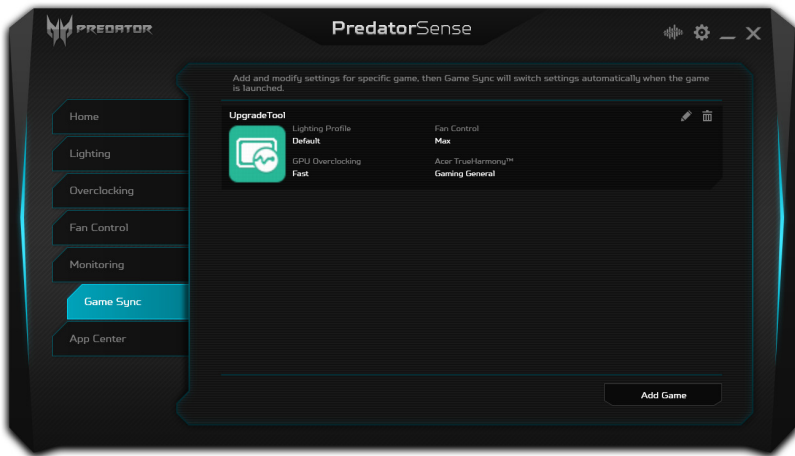 PREDATOR
PredatorSense
Add and modify settings for specific game, then Game Sync will switch settings automatically when the game
is launched.
Home
Lighting
Overclocking
Fan Control
Monitoring
Game Sync
App Center
UpgradeTool
Lighting Profile
Default
Fan Control
Max
GPU Overclocking
Fast
Acer TrueHarmony™
Gaming General
Add Game